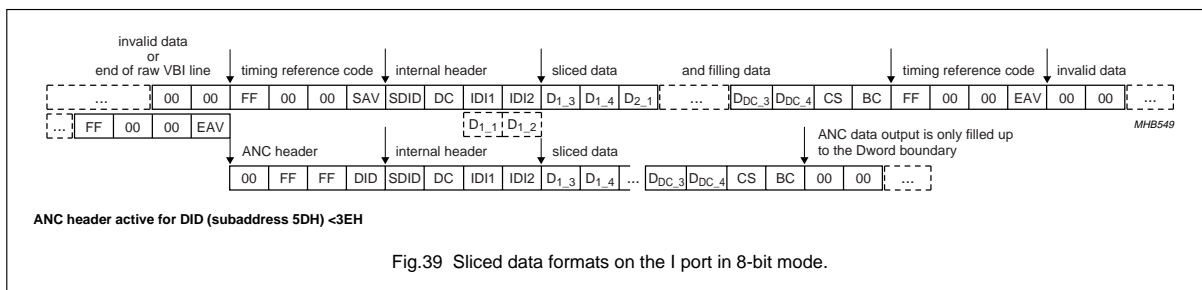 invalid data
or
end of raw VBI line
timing reference code
internal header
sliced data
and filling data
timing reference code
invalid data
... 00 00 FF 00 00 SAV SDID DC IDI1 IDI2 D1_3 D1_4 D2_1 ... DDC_3 DDC_4 CS BC FF 00 00 EAV 00 00 ...
... FF 00 00 EAV
D1_1 D1_2
MHB549
ANC header
internal header
sliced data
ANC data output is only filled up
to the Dword boundary
00 FF FF DID SDID DC IDI1 IDI2 D1_3 D1_4 ... DDC_3 DDC_4 CS BC 00 00 ...
ANC header active for DID (subaddress 5DH) <3EH
Fig.39 Sliced data formats on the I port in 8-bit mode.